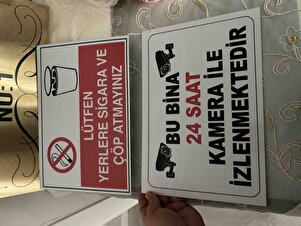 NO:1
LÜTFEN
YERLERE SİGARA VE
ÇÖP ATMAYINIZ
BU BİNA
24 SAAT
KAMERA İLE
İZLENMEKTEDİR